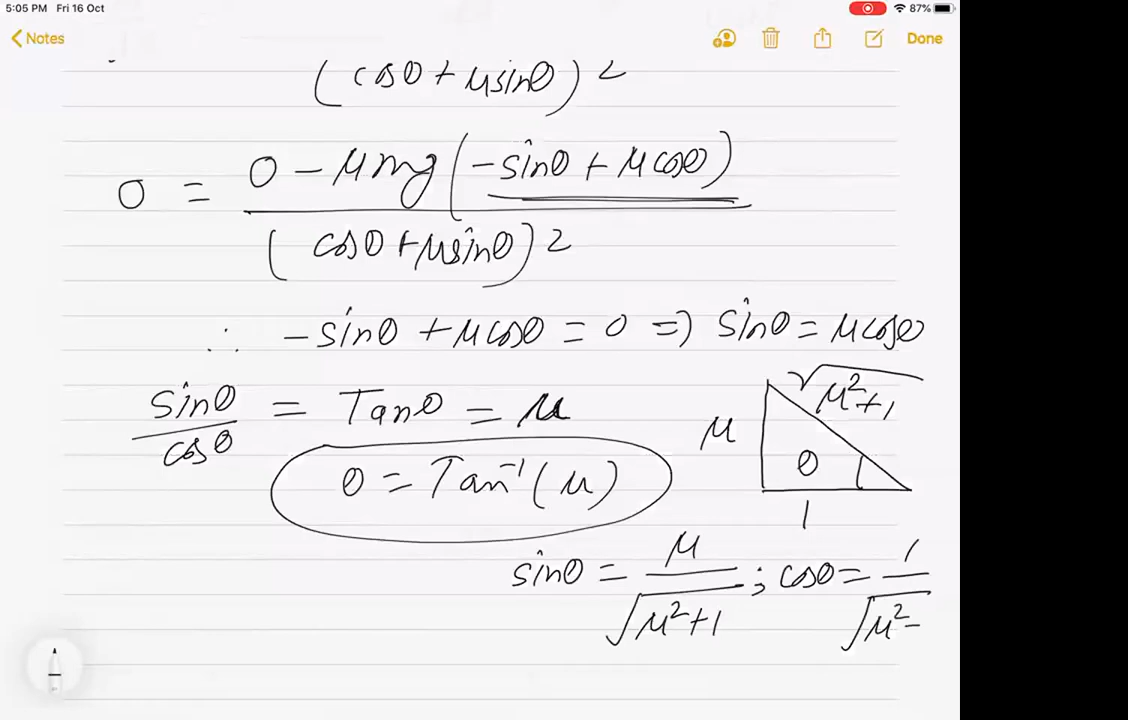 5:05 PM Fri 16 Oct 87%
Notes Done
(cosθ + μsinθ)²
0 = 0 - μmg(-sinθ + μcosθ)
(cosθ + μsinθ)²
∴ -sinθ + μcosθ = 0 => sinθ = μcosθ
sinθ/cosθ = Tanθ = μ
√μ²+1
μ
θ
1
θ = Tan⁻¹(μ)
sinθ = μ/√μ²+1 ; cosθ = 1/√μ²-